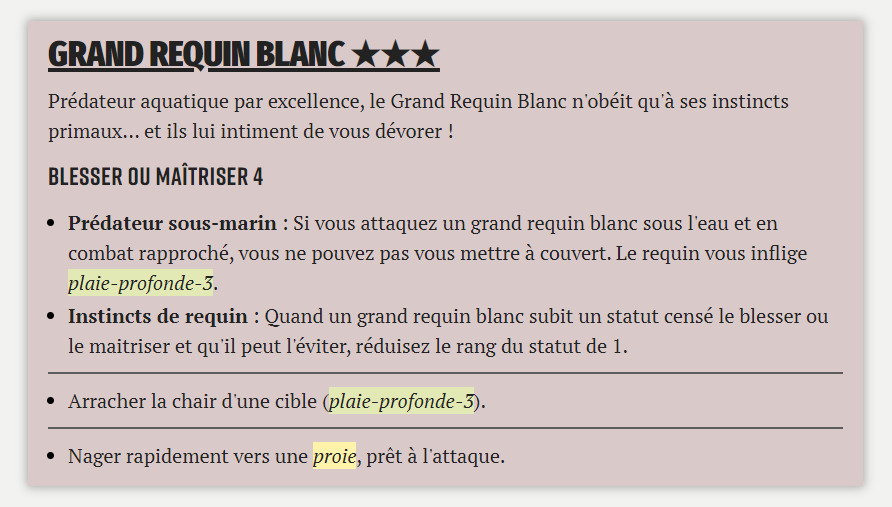 GRAND REQUIN BLANC ★★★
Prédateur aquatique par excellence, le Grand Requin Blanc n'obéit qu'à ses instincts
primaux… et ils lui intiment de vous dévorer !
BLESSER OU MAÎTRISER 4
• Prédateur sous-marin : Si vous attaquez un grand requin blanc sous l'eau et en
combat rapproché, vous ne pouvez pas vous mettre à couvert. Le requin vous inflige
plaie-profonde-3.
• Instincts de requin : Quand un grand requin blanc subit un statut censé le blesser ou
le maitriser et qu'il peut l'éviter, réduisez le rang du statut de 1.
• Arracher la chair d'une cible (plaie-profonde-3).
• Nager rapidement vers une proie, prêt à l'attaque.